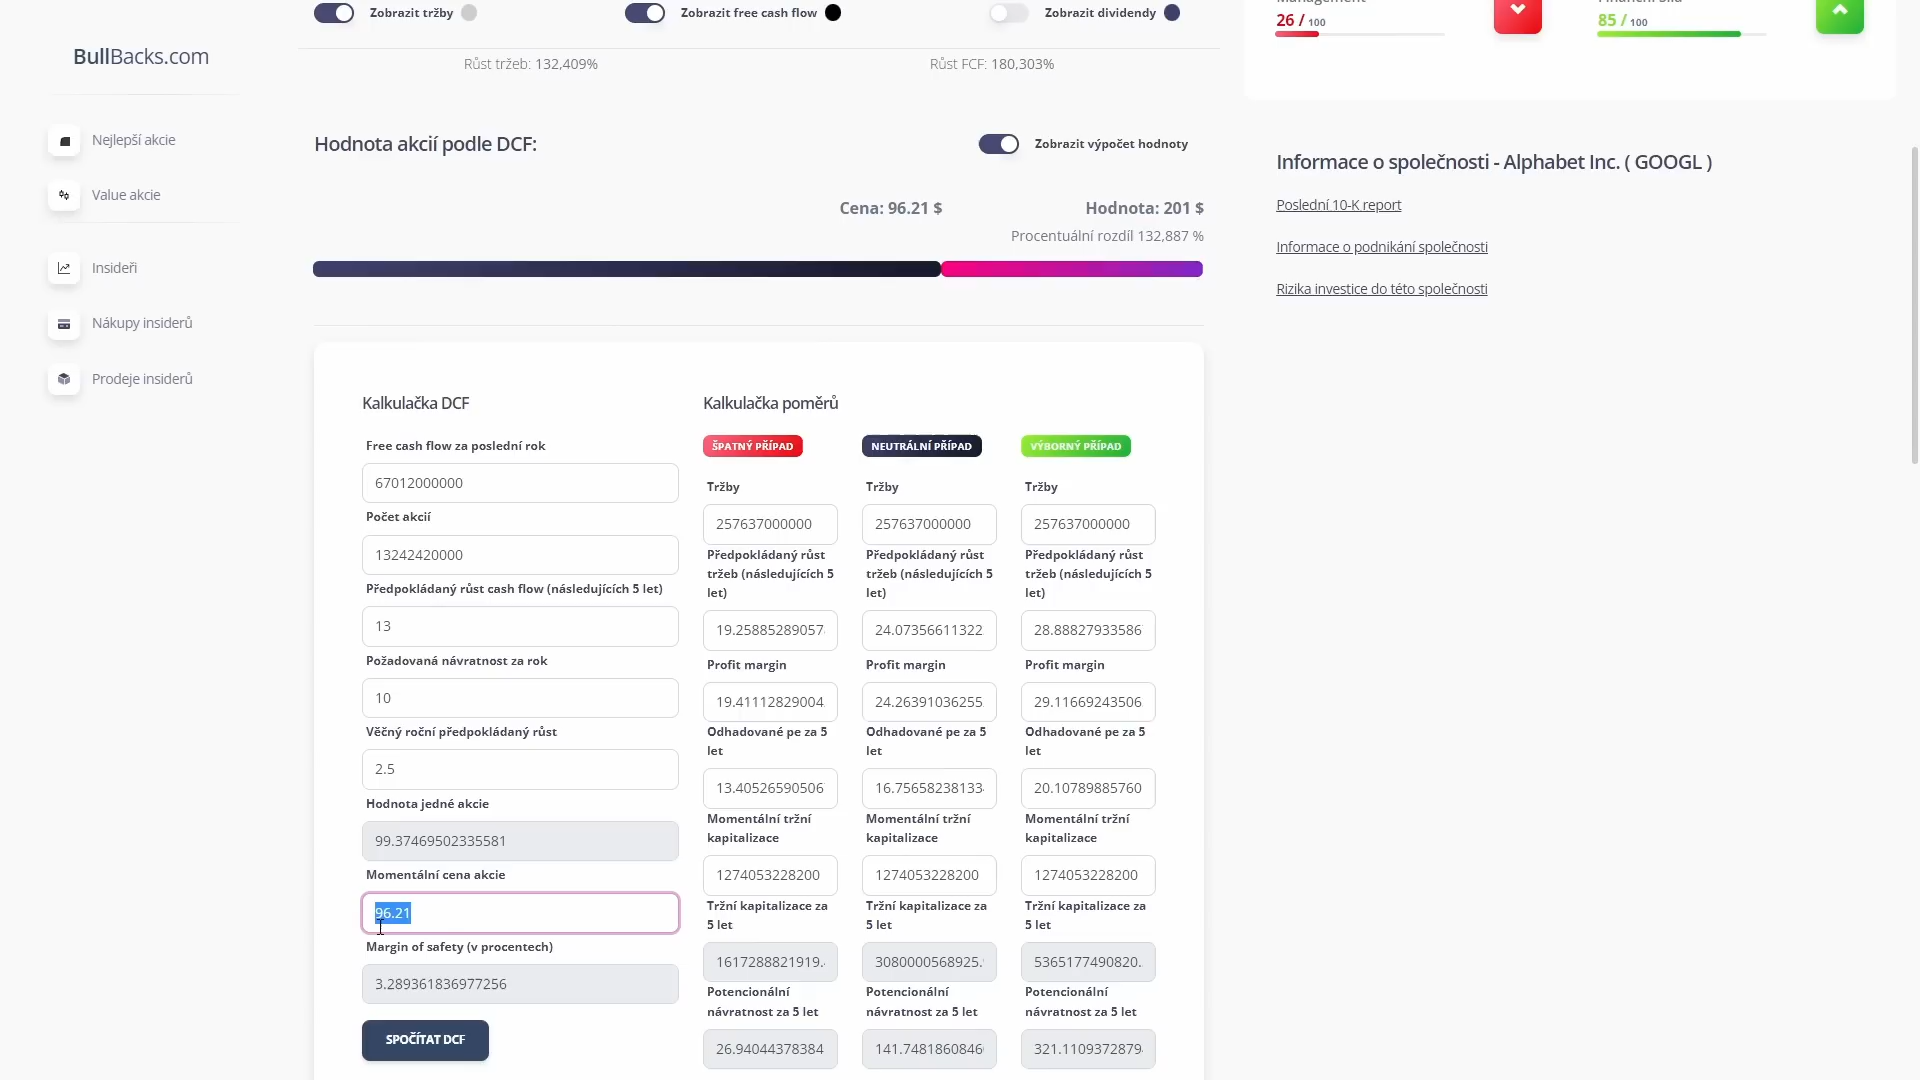 BullBacks.com
Nejlepší akcie
Value akcie
Insideři
Nákupy insiderů
Prodeje insiderů
Zobrazit tržby
Zobrazit free cash flow
Zobrazit dividendy
Růst tržeb: 132,409%
Růst FCF: 180,303%
Hodnota akcií podle DCF:
Zobrazit výpočet hodnoty
Cena: 96.21 $
Hodnota: 201 $
Procentuální rozdíl 132,887 %
Kalkulačka DCF
Free cash flow za poslední rok
67012000000
Počet akcií
13242420000
Předpokládaný růst cash flow (následujících 5 let)
13
Požadovaná návratnost za rok
10
Věčný roční předpokládaný růst
2.5
Hodnota jedné akcie
99.37469502335581
Momentální cena akcie
96.21
Margin of safety (v procentech)
3.289361836977256
SPOČÍTAT DCF
Kalkulačka poměrů
ŠPATNÝ PŘÍPAD
Tržby
257637000000
Předpokládaný růst
tržeb (následujících 5
let)
19.25885289057
Profit margin
19.41112829004
Odhadované pe za 5
let
13.40526590506
Momentální tržní
kapitalizace
1274053228200
Tržní kapitalizace za
5 let
1617288821919.
Potencionální
návratnost za 5 let
26.94044378384
NEUTRÁLNÍ PŘÍPAD
Tržby
257637000000
Předpokládaný růst
tržeb (následujících 5
let)
24.07356611322
Profit margin
24.26391036255
Odhadované pe za 5
let
16.75658238133
Momentální tržní
kapitalizace
1274053228200
Tržní kapitalizace za
5 let
3080000568925.
Potencionální
návratnost za 5 let
141.7481860846
VÝBORNÝ PŘÍPAD
Tržby
257637000000
Předpokládaný růst
tržeb (následujících 5
let)
28.88827933586
Profit margin
29.11669243506
Odhadované pe za 5
let
20.10789885760
Momentální tržní
kapitalizace
1274053228200
Tržní kapitalizace za
5 let
5365177490820.
Potencionální
návratnost za 5 let
321.1109372879
26 / 100
85 / 100
Informace o společnosti - Alphabet Inc. ( GOOGL )
Poslední 10-K report
Informace o podnikání společnosti
Rizika investice do této společnosti